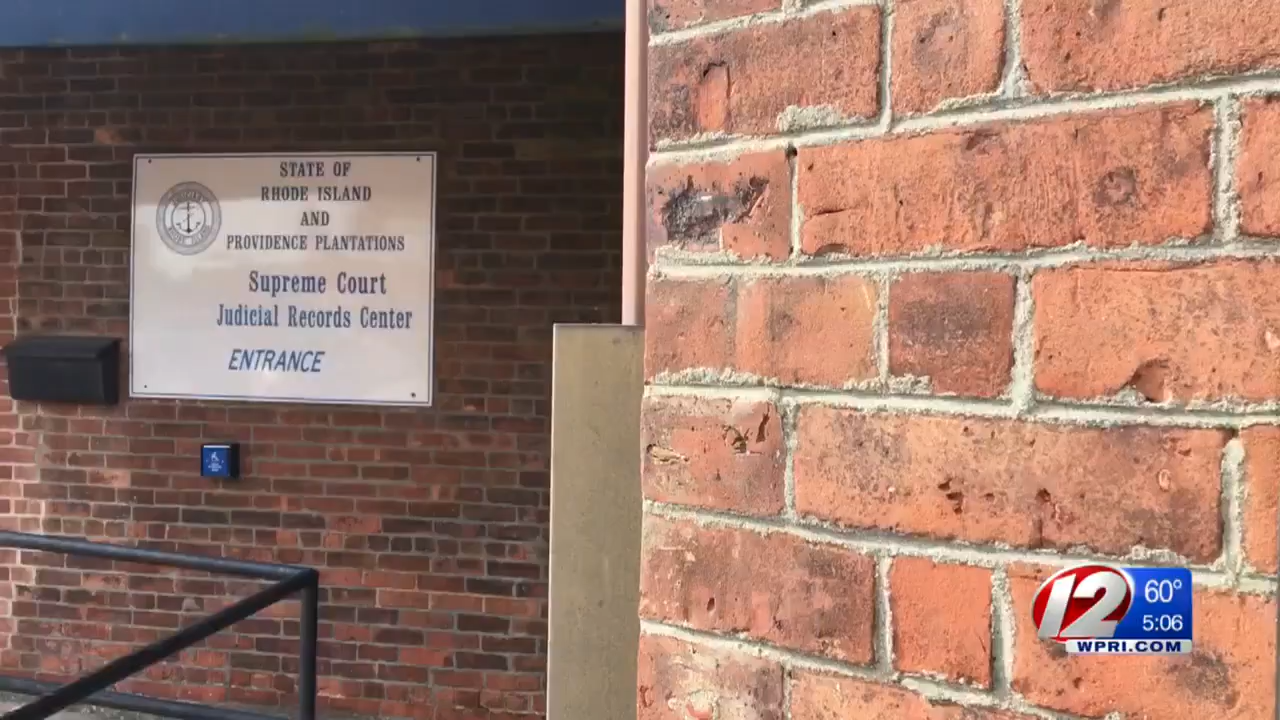 STATE OF
RHODE ISLAND
AND
PROVIDENCE PLANTATIONS
Supreme Court
Judicial Records Center
ENTRANCE
12
60°
5:06
WPRI.COM